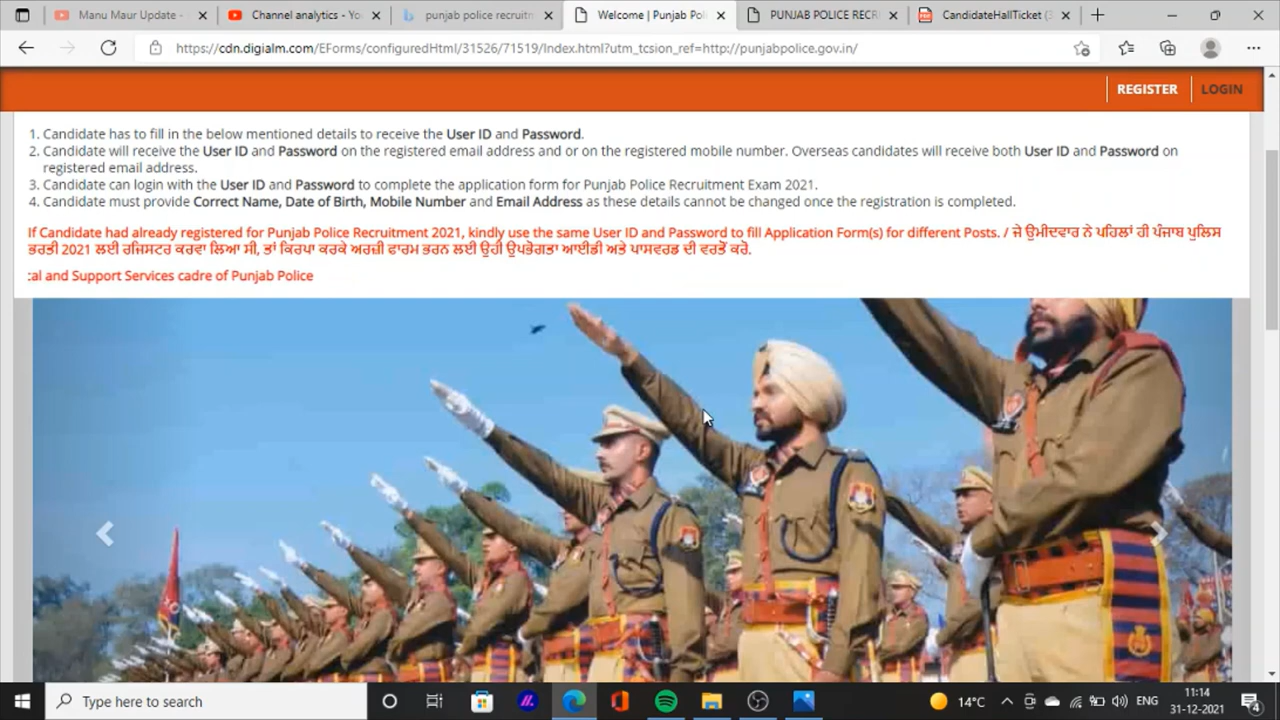 Manu Maur Update -
Channel analytics - Yo
punjab police recruitn
Welcome | Punjab Po
PUNJAB POLICE RECR
CandidateHallTicket (3
https://cdn.digialm.com/EForms/configuredHtml/31526/71519/Index.html?utm_tcsion_ref=http://punjabpolice.gov.in/
REGISTER LOGIN
1. Candidate has to fill in the below mentioned details to receive the User ID and Password.
2. Candidate will receive the User ID and Password on the registered email address and or on the registered mobile number. Overseas candidates will receive both User ID and Password on
registered email address.
3. Candidate can login with the User ID and Password to complete the application form for Punjab Police Recruitment Exam 2021.
4. Candidate must provide Correct Name, Date of Birth, Mobile Number and Email Address as these details cannot be changed once the registration is completed.
If Candidate had already registered for Punjab Police Recruitment 2021, kindly use the same User ID and Password to fill Application Form(s) for different Posts. / ਜੇ ਉਮੀਦਵਾਰ ਨੇ ਪਹਿਲਾਂ ਹੀ ਪੰਜਾਬ ਪੁਲਿਸ
ਭਰਤੀ 2021 ਲਈ ਰਜਿਸਟਰ ਕਰਵਾ ਲਿਆ ਸੀ, ਤਾਂ ਕਿਰਪਾ ਕਰਕੇ ਅਰਜ਼ੀ ਫਾਰਮ ਭਰਨ ਲਈ ਉਹੀ ਉਪਭੋਗਤਾ ਆਈਡੀ ਅਤੇ ਪਾਸਵਰਡ ਦੀ ਵਰਤੋਂ ਕਰੋ.
cal and Support Services cadre of Punjab Police
Type here to search
14°C
ENG
11:14
31-12-2021
4